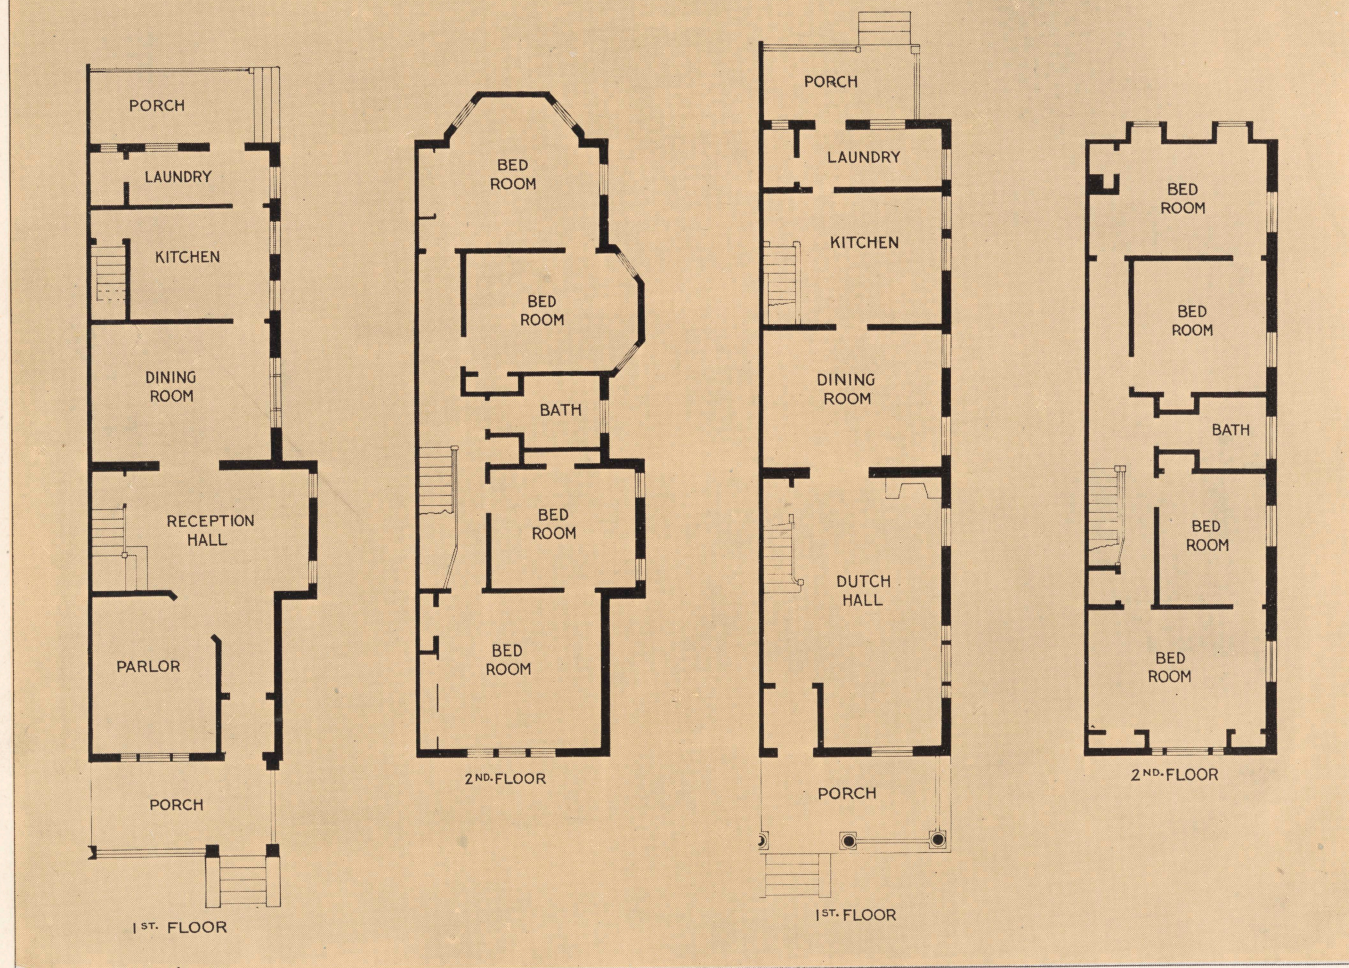 PORCH
LAUNDRY
KITCHEN
DINING
ROOM
RECEPTION
HALL
PARLOR
PORCH
1ST. FLOOR
BED
ROOM
BED
ROOM
BATH
BED
ROOM
BED
ROOM
2ND. FLOOR
PORCH
LAUNDRY
KITCHEN
DINING
ROOM
DUTCH
HALL
PORCH
1ST. FLOOR
BED
ROOM
BED
ROOM
BATH
BED
ROOM
BED
ROOM
2ND. FLOOR